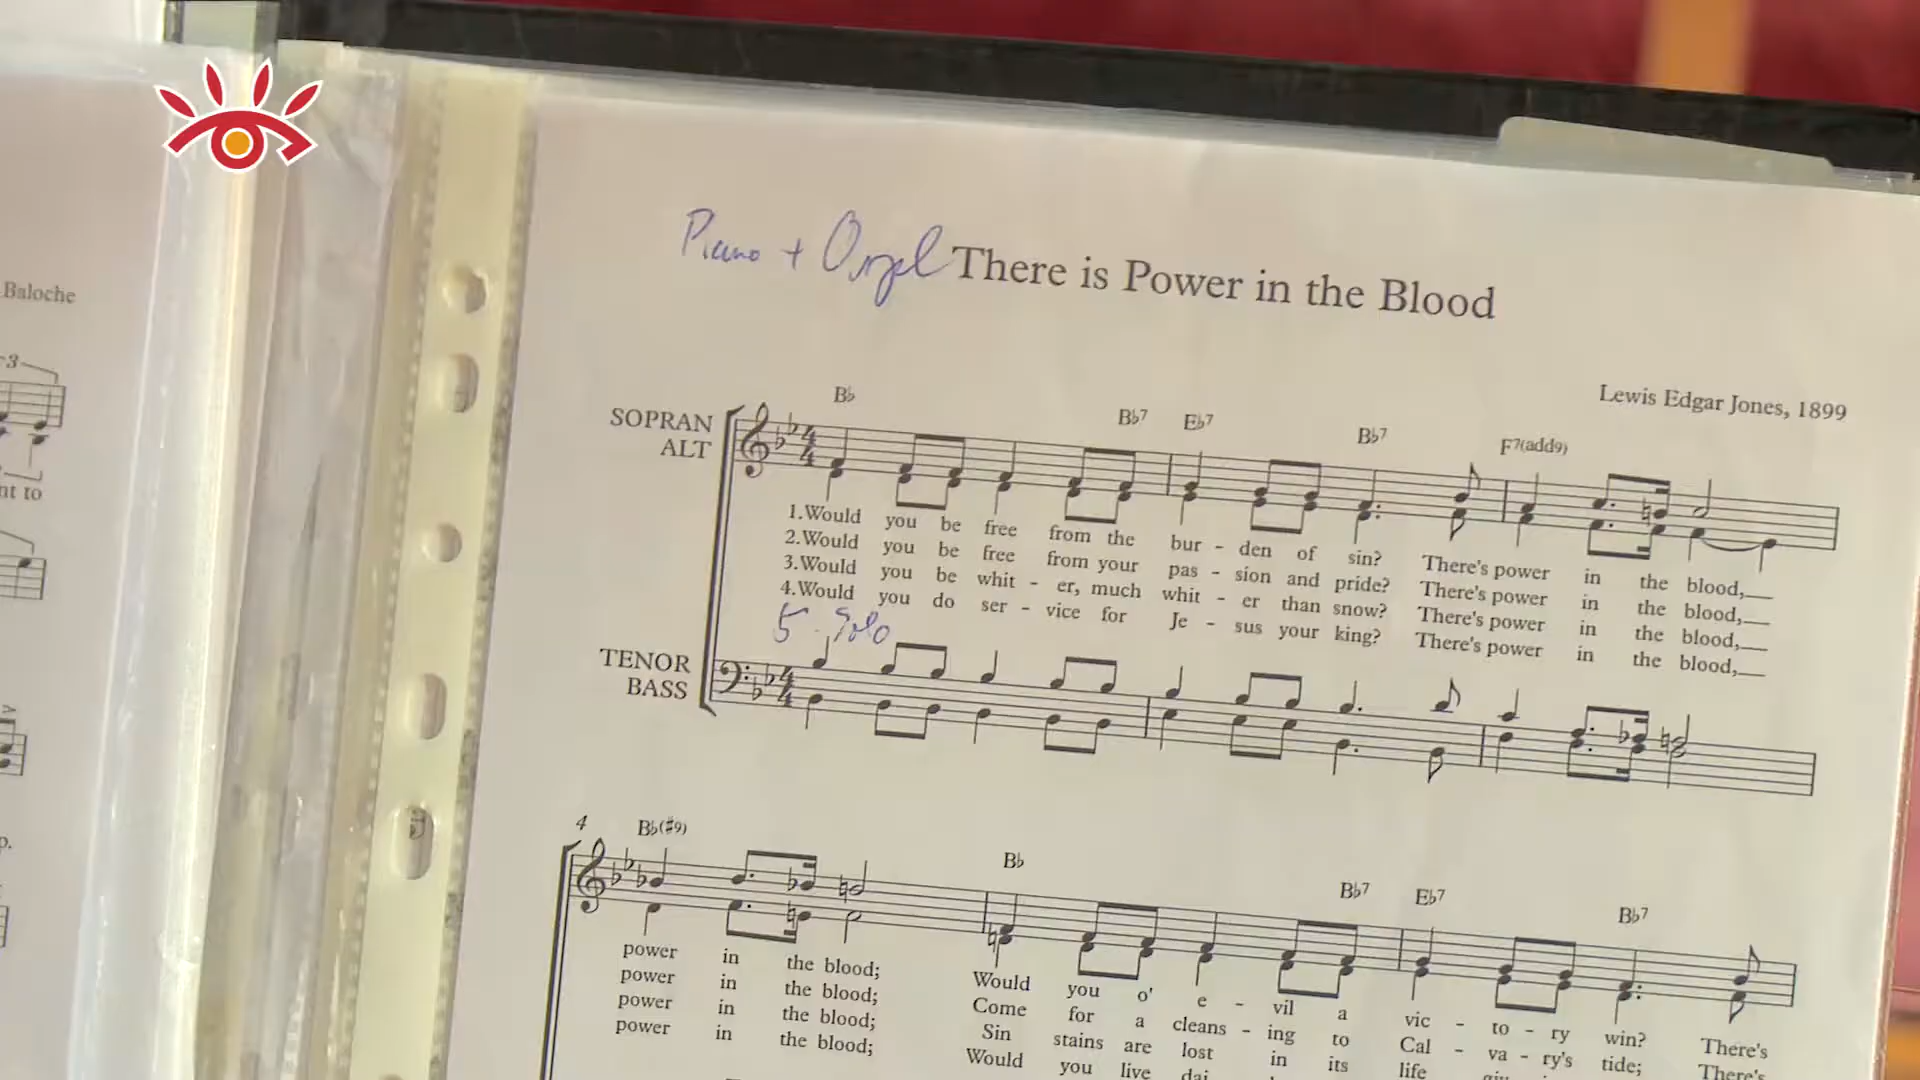 Baloche
3
nt to
p.
Piano + Orgel There is Power in the Blood
Lewis Edgar Jones, 1899
B♭ B♭7 E♭7 B♭7 F7(add9)
SOPRAN
ALT
1.Would you be free from the bur - den of sin? There's power in the blood,
2.Would you be free from your pas - sion and pride? There's power in the blood,
3.Would you be whit - er, much whit - er than snow? There's power in the blood,
4.Would you do ser - vice for Je - sus your king? There's power in the blood,
5. Solo
TENOR
BASS
4 B♭(♯9) B♭ B♭7 E♭7 B♭7
power in the blood; Would you o' e - vil a vic - to - ry win? There's
power in the blood; Come for a cleans - ing to Cal - va - ry's tide; There's
power in the blood; Sin stains are lost in its life
power in the blood; Would you live